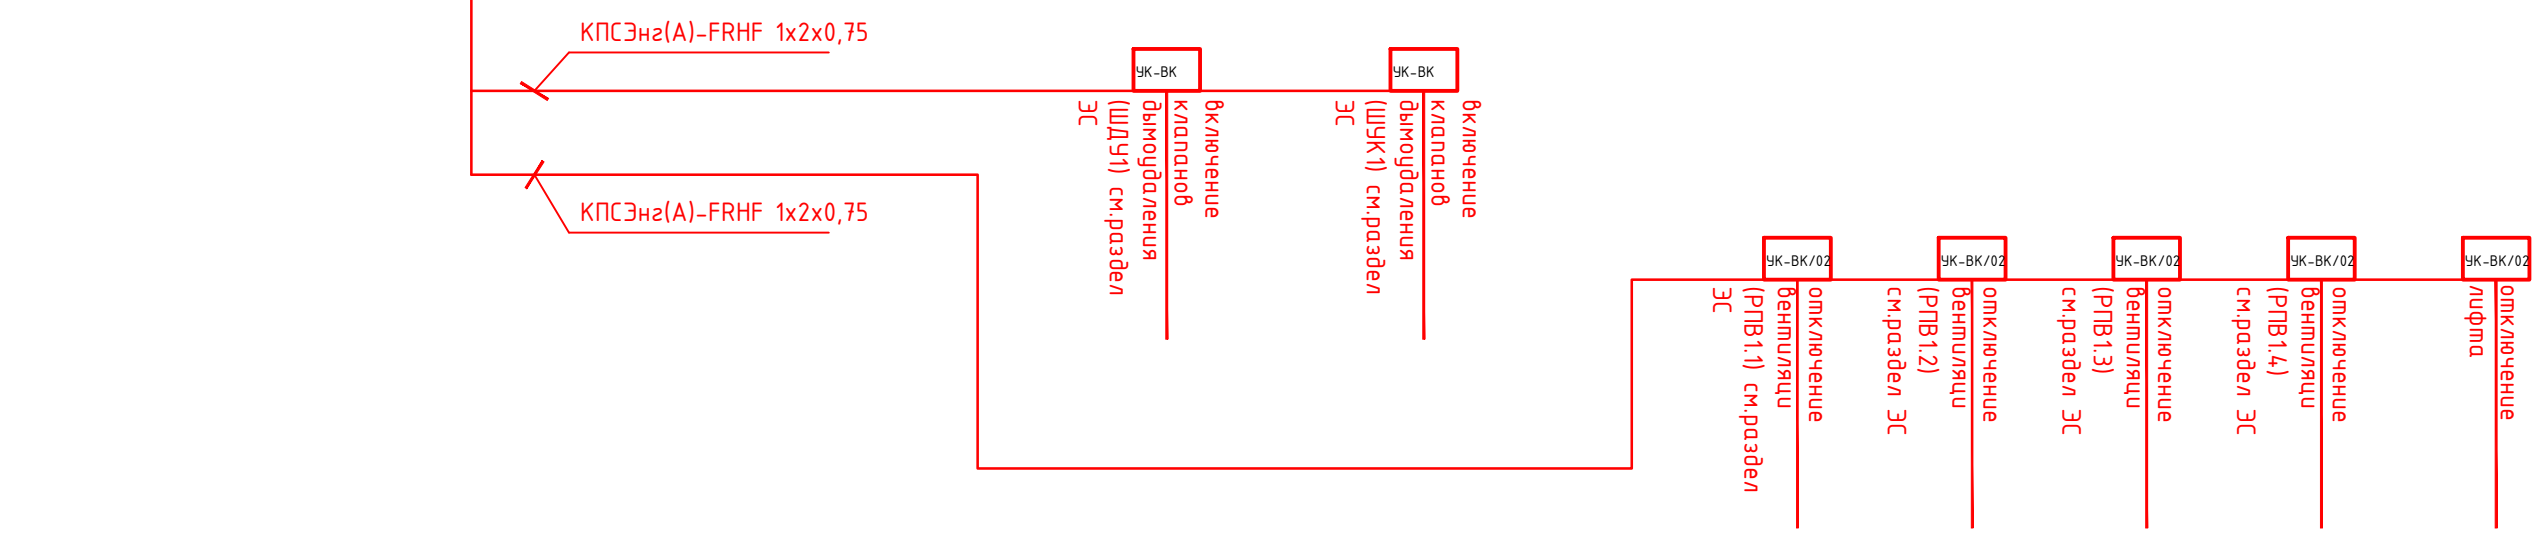 КПСЭнг(А)-FRHF 1x2x0,75
УК-ВК
УК-ВК
включение
клапанов
дымоудаления
(ШДУ1) см.раздел
ЭС
включение
клапанов
дымоудаления
(ШУК1) см.раздел
ЭС
КПСЭнг(А)-FRHF 1x2x0,75
УК-ВК/02
УК-ВК/02
УК-ВК/02
УК-ВК/02
УК-ВК/02
отключение
вентиляци
(РПВ1.1) см.раздел
ЭС
отключение
вентиляци
(РПВ1.2)
см.раздел ЭС
отключение
вентиляци
(РПВ1.3)
см.раздел ЭС
отключение
вентиляци
(РПВ1.4)
см.раздел ЭС
отключение
лифта